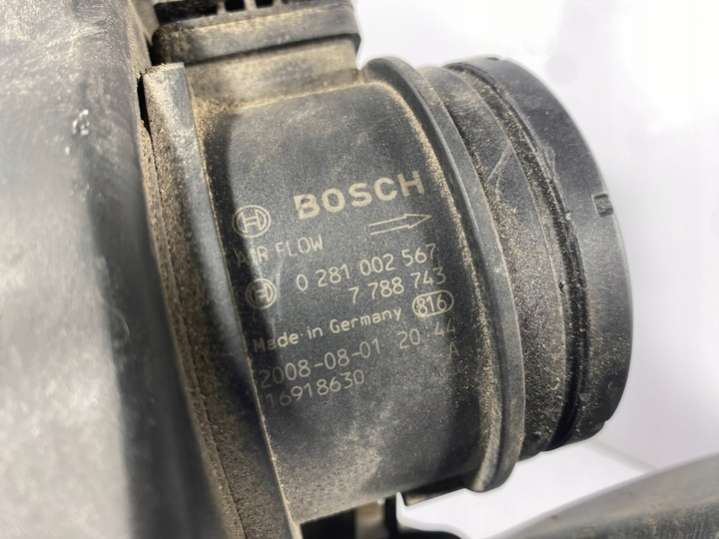 BOSCH
AIR FLOW
0 281 002 567
7 788 743
Made in Germany 816
2008-08-01 20:44
16918630 A